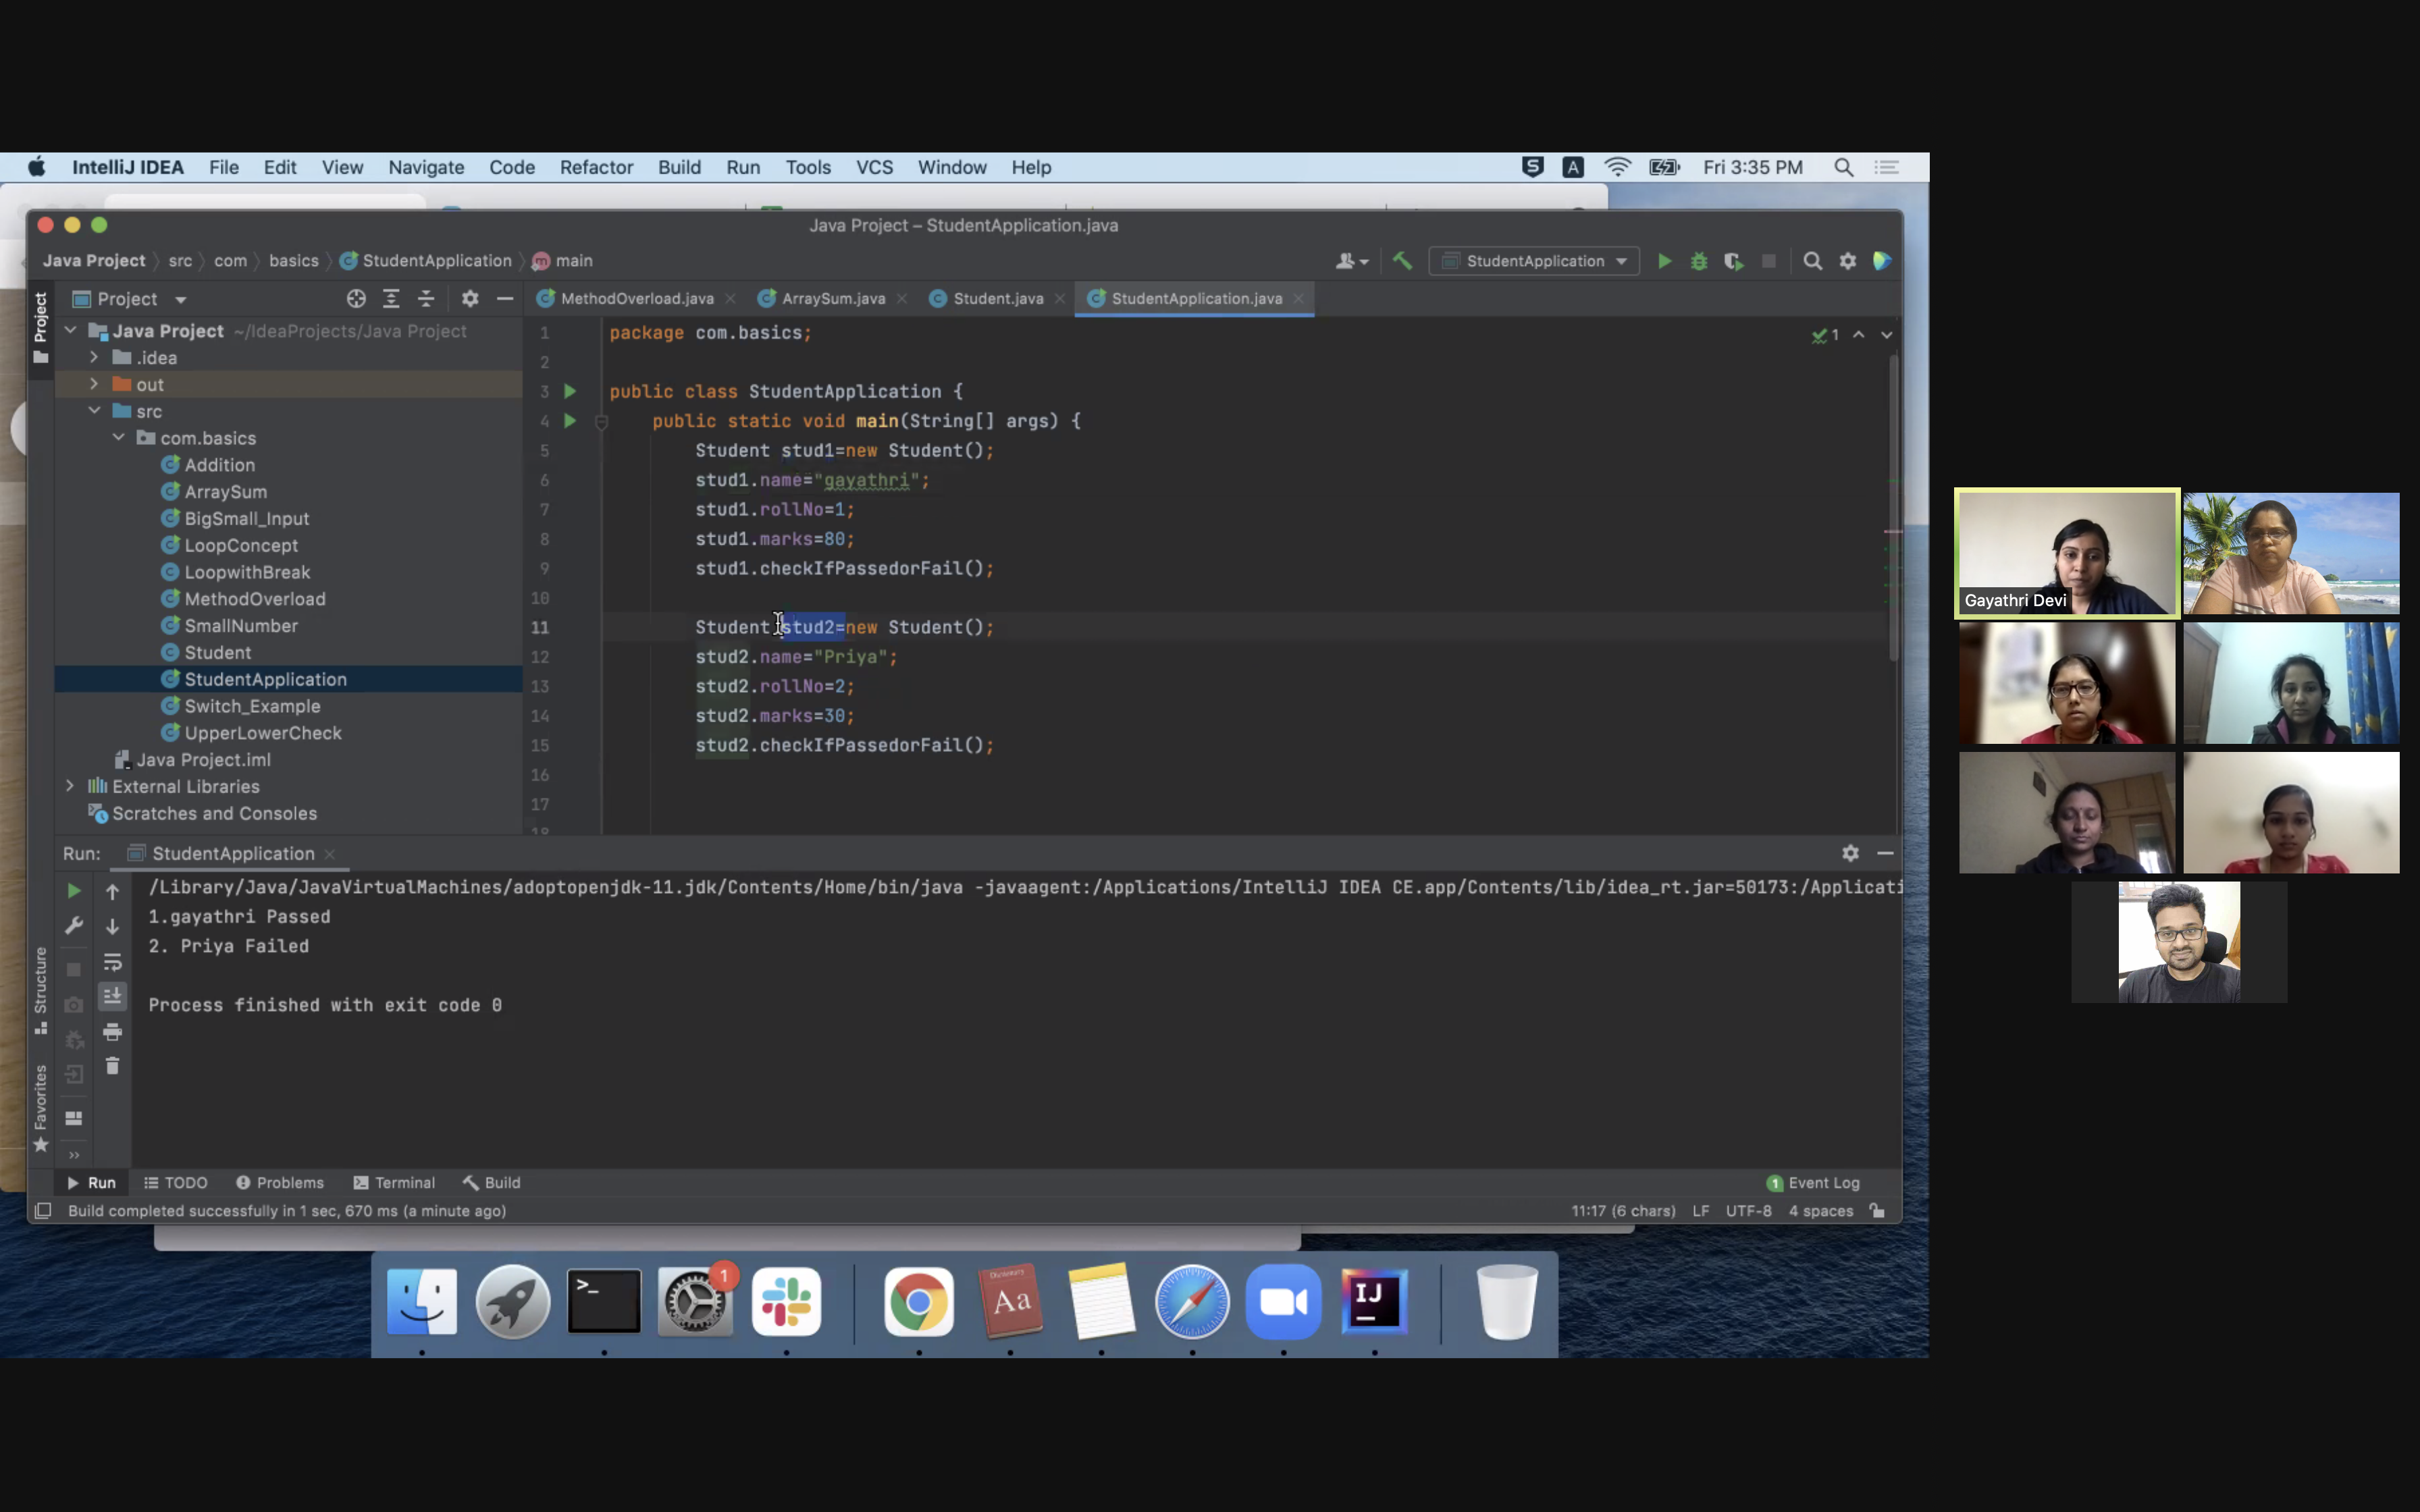 IntelliJ IDEA File Edit View Navigate Code Refactor Build Run Tools VCS Window Help Fri 3:35 PM
Java Project – StudentApplication.java
Java Project src com basics StudentApplication main StudentApplication
Project
Project
MethodOverload.java ArraySum.java Student.java StudentApplication.java
Java Project ~/IdeaProjects/Java Project
.idea
out
src
com.basics
Addition
ArraySum
BigSmall_Input
LoopConcept
LoopwithBreak
MethodOverload
SmallNumber
Student
StudentApplication
Switch_Example
UpperLowerCheck
Java Project.iml
External Libraries
Scratches and Consoles
1 package com.basics;
2
3 public class StudentApplication {
4 public static void main(String[] args) {
5 Student stud1=new Student();
6 stud1.name="gayathri";
7 stud1.rollNo=1;
8 stud1.marks=80;
9 stud1.checkIfPassedorFail();
10
11 Student stud2=new Student();
12 stud2.name="Priya";
13 stud2.rollNo=2;
14 stud2.marks=30;
15 stud2.checkIfPassedorFail();
16
17
18
1
Run: StudentApplication
/Library/Java/JavaVirtualMachines/adoptopenjdk-11.jdk/Contents/Home/bin/java -javaagent:/Applications/IntelliJ IDEA CE.app/Contents/lib/idea_rt.jar=50173:/Applicati
1.gayathri Passed
2. Priya Failed
Process finished with exit code 0
Structure
Favorites
Run TODO Problems Terminal Build 1 Event Log
Build completed successfully in 1 sec, 670 ms (a minute ago) 11:17 (6 chars) LF UTF-8 4 spaces
1
Dictionary
Aa
IJ
Gayathri Devi